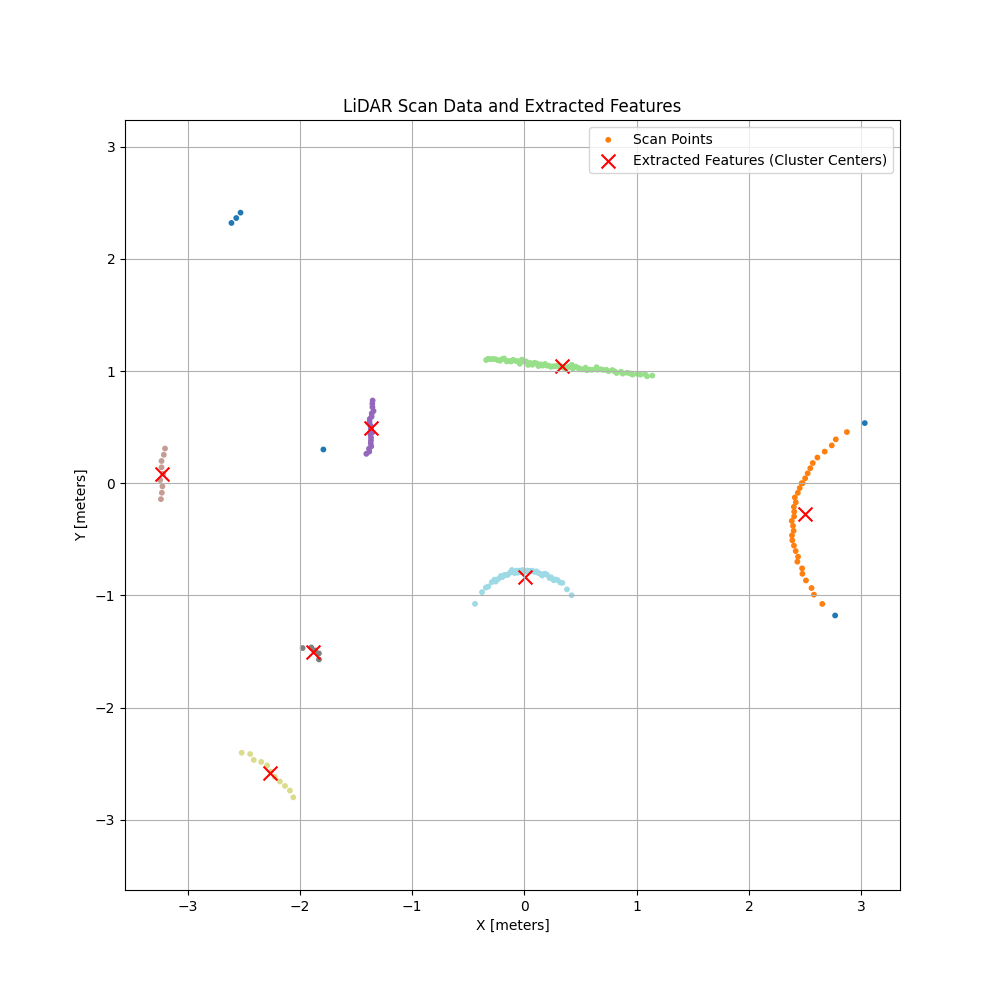 LiDAR Scan Data and Extracted Features
Scan Points
Extracted Features (Cluster Centers)
3
2
1
0
−1
−2
−3
Y [meters]
−3
−2
−1
0
1
2
3
X [meters]